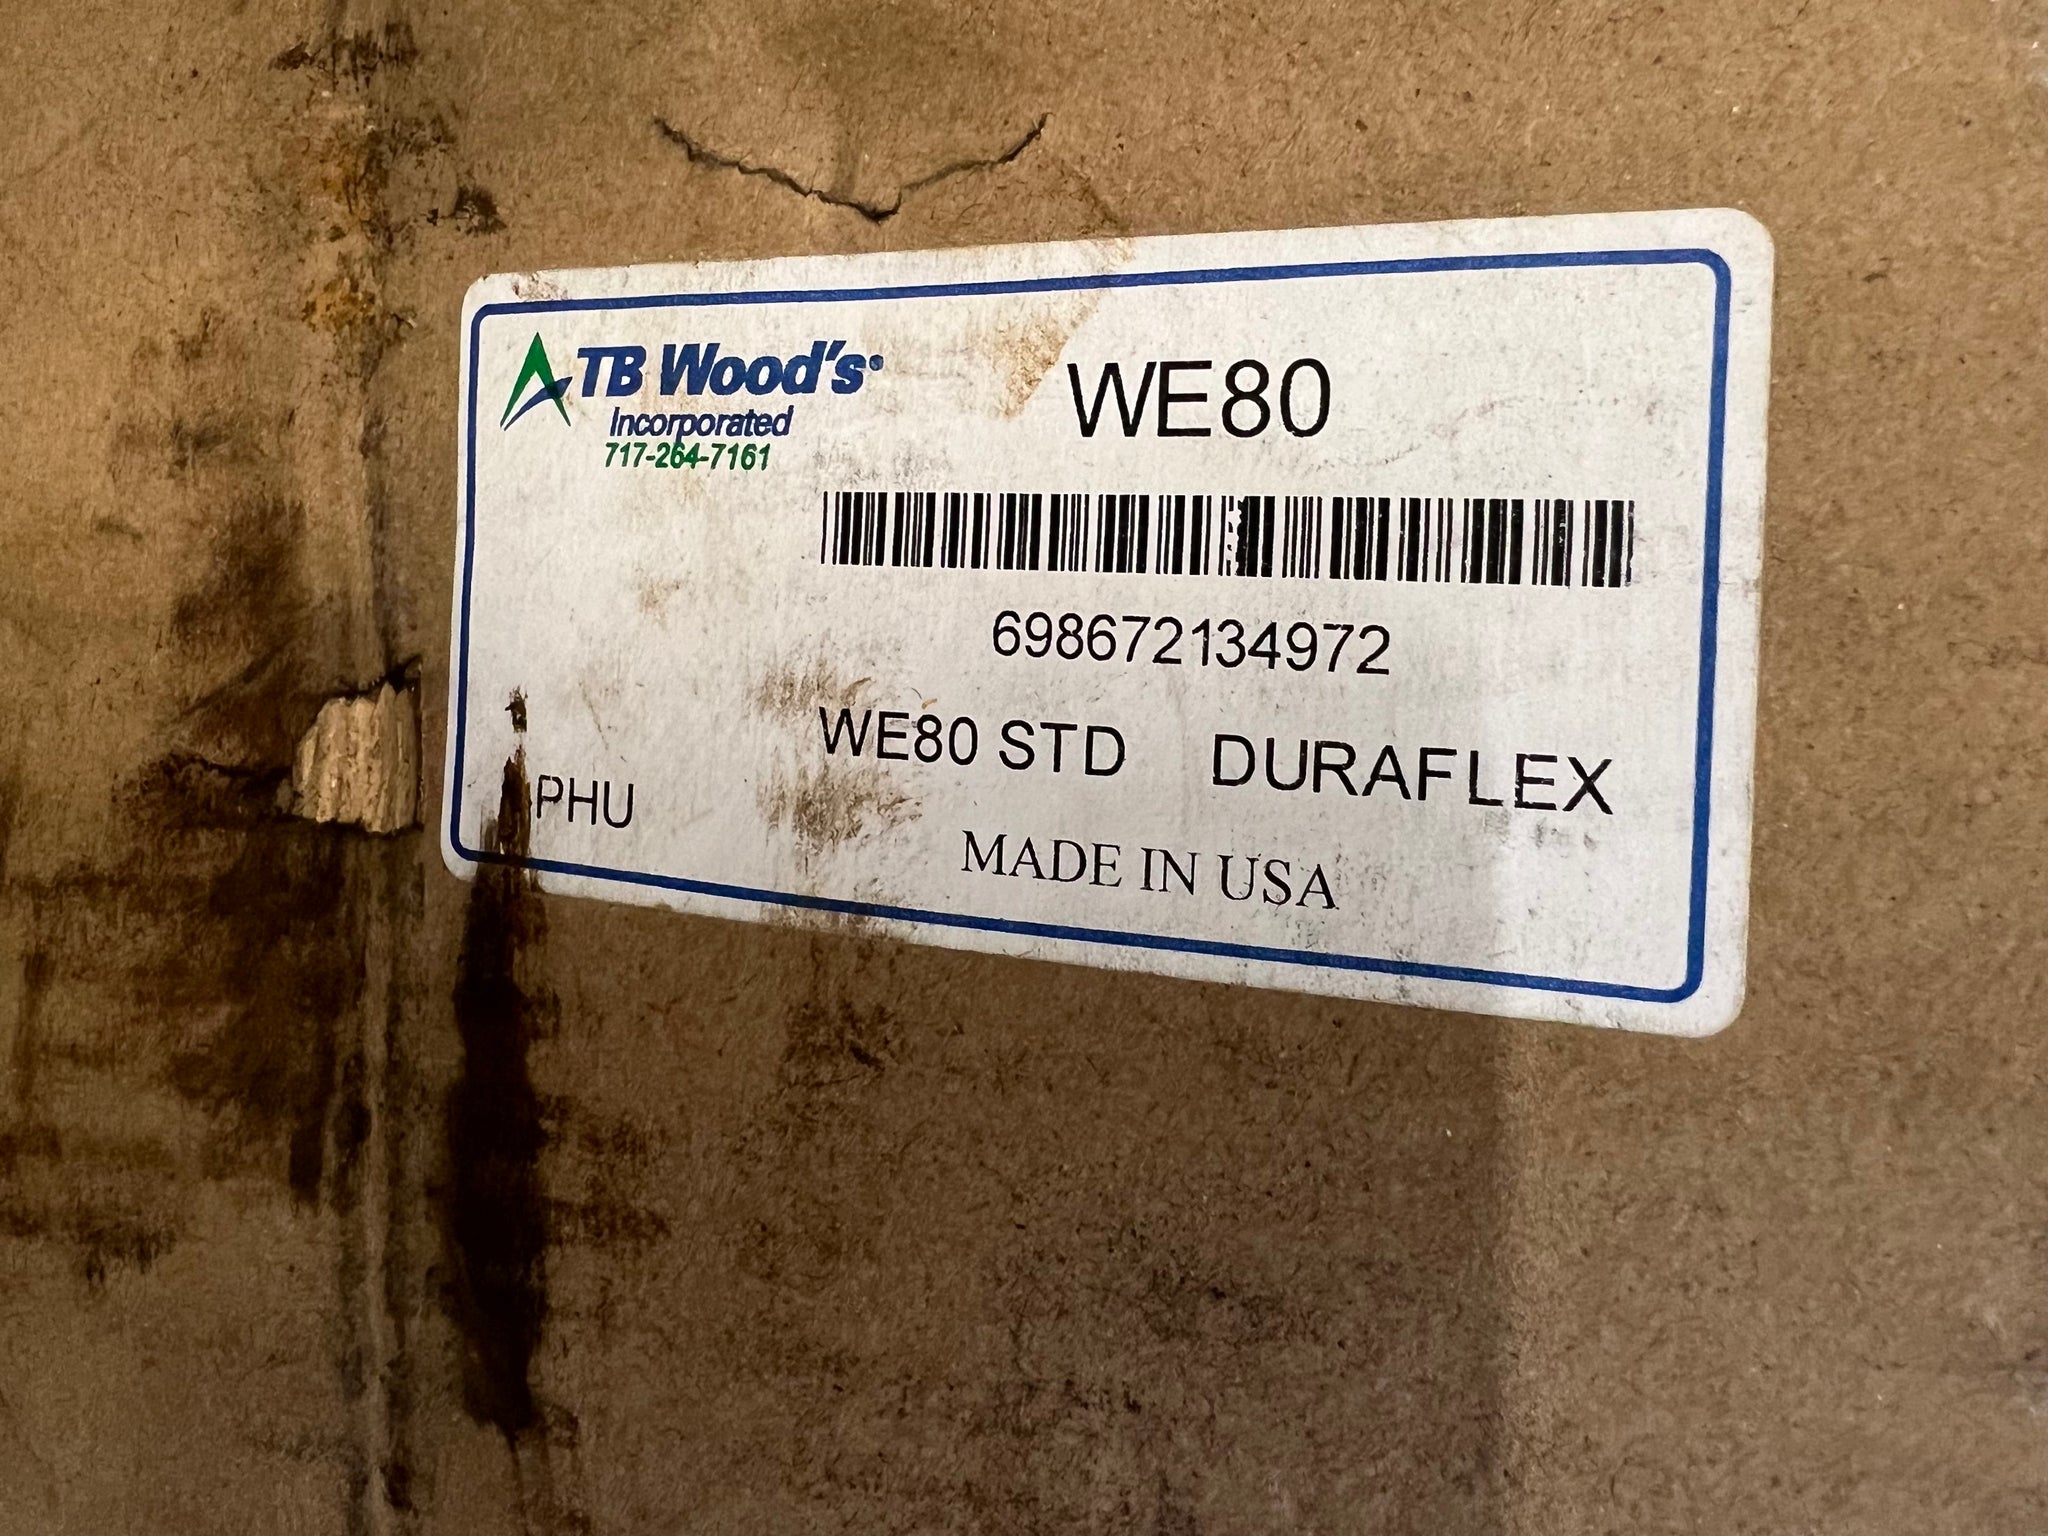 TB Wood's®
Incorporated
717-264-7161
WE80
698672134972
WE80 STD DURAFLEX
PHU
MADE IN USA